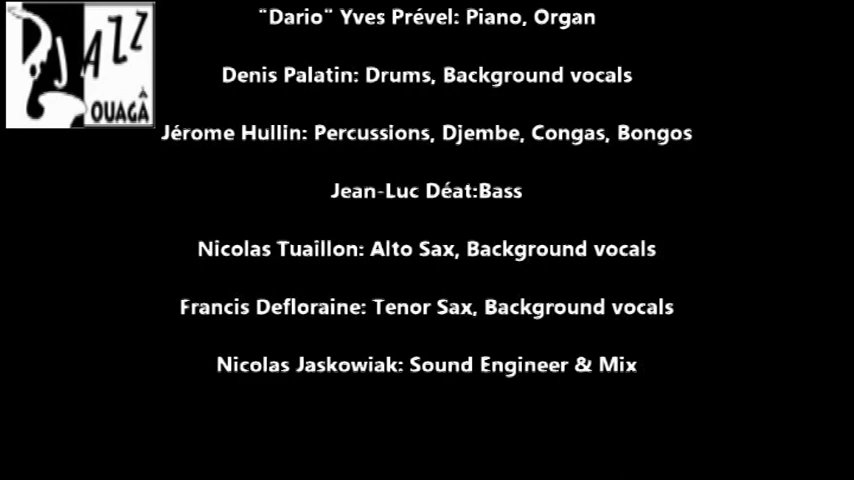 JAZZ
À
OUAGA
"Dario" Yves Prével: Piano, Organ
Denis Palatin: Drums, Background vocals
Jérome Hullin: Percussions, Djembe, Congas, Bongos
Jean-Luc Déat:Bass
Nicolas Tuaillon: Alto Sax, Background vocals
Francis Defloraine: Tenor Sax, Background vocals
Nicolas Jaskowiak: Sound Engineer & Mix